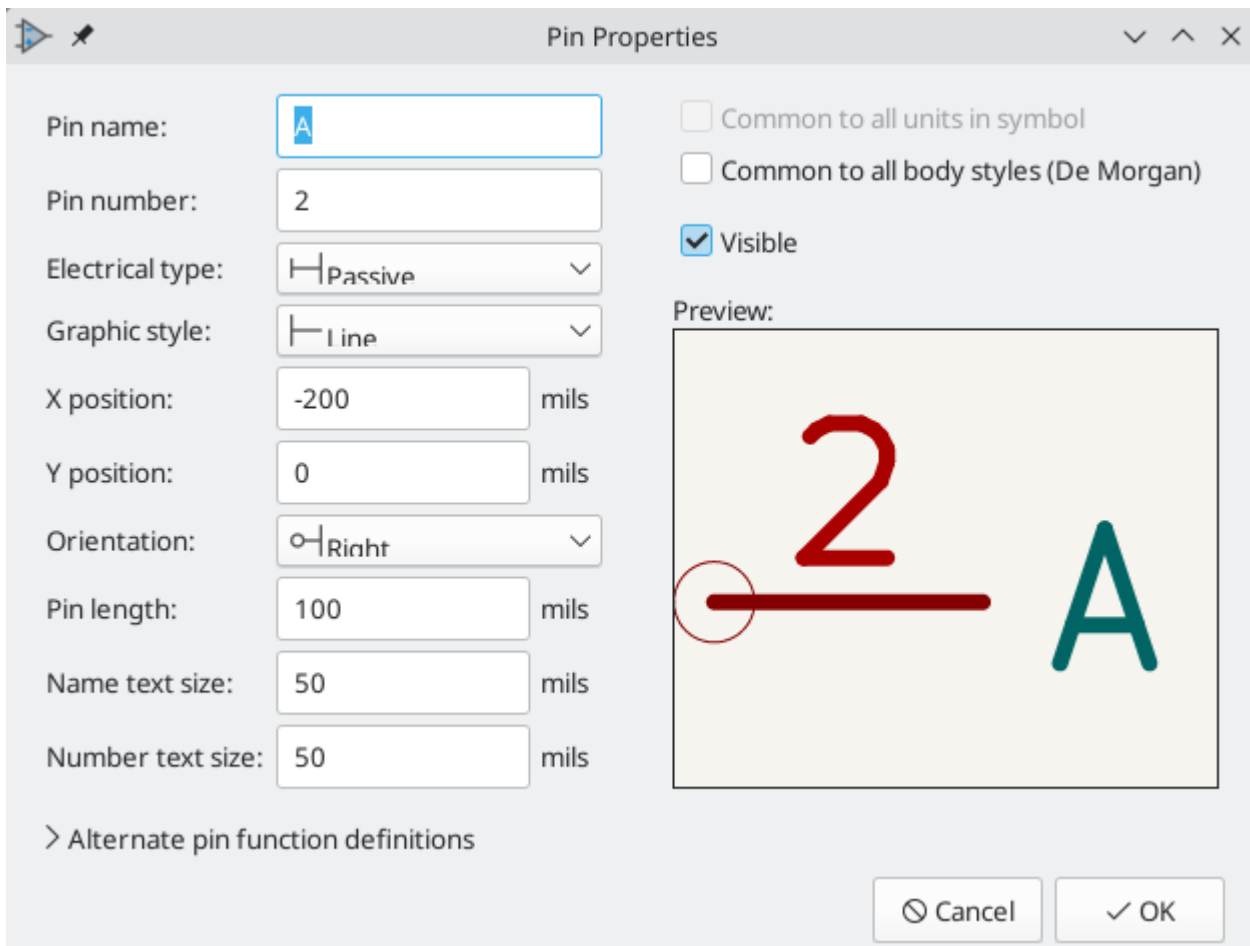 Pin Properties
Pin name:
A
Pin number:
2
Electrical type:
Passive
Graphic style:
Line
X position:
-200
mils
Y position:
0
mils
Orientation:
Right
Pin length:
100
mils
Name text size:
50
mils
Number text size:
50
mils
Alternate pin function definitions
Common to all units in symbol
Common to all body styles (De Morgan)
Visible
Preview:
2
A
Cancel
OK